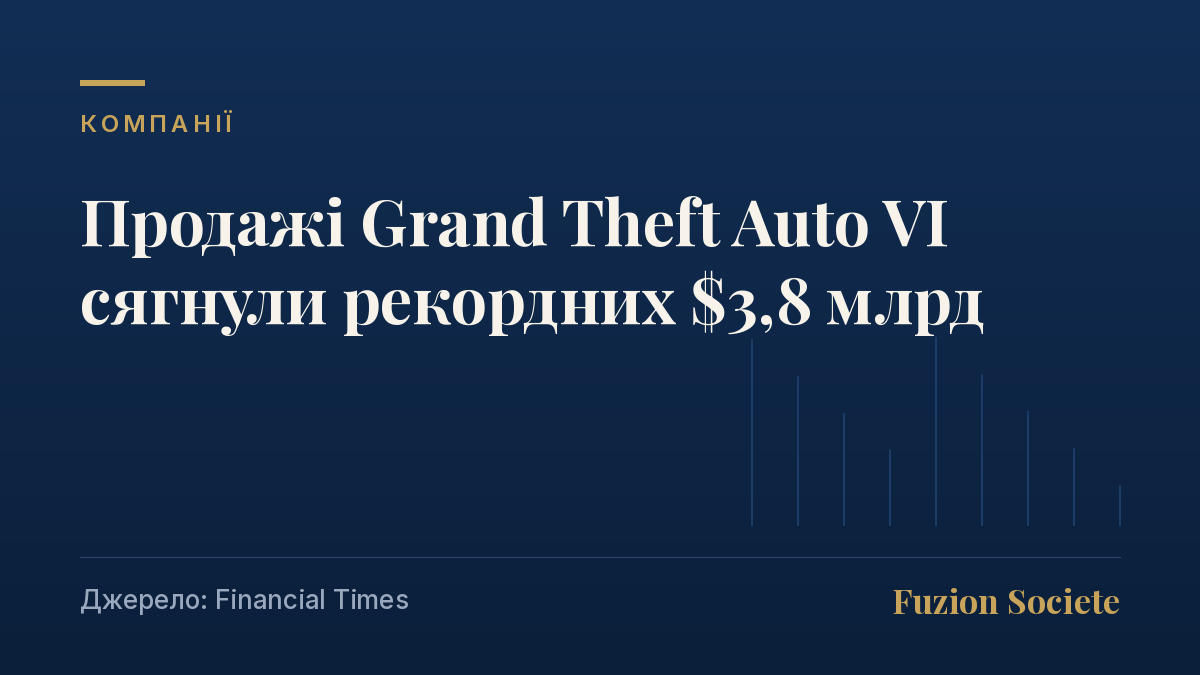 КОМПАНІЇ
Продажі Grand Theft Auto VI
сягнули рекордних $3,8 млрд
Джерело: Financial Times
Fuzion Societe